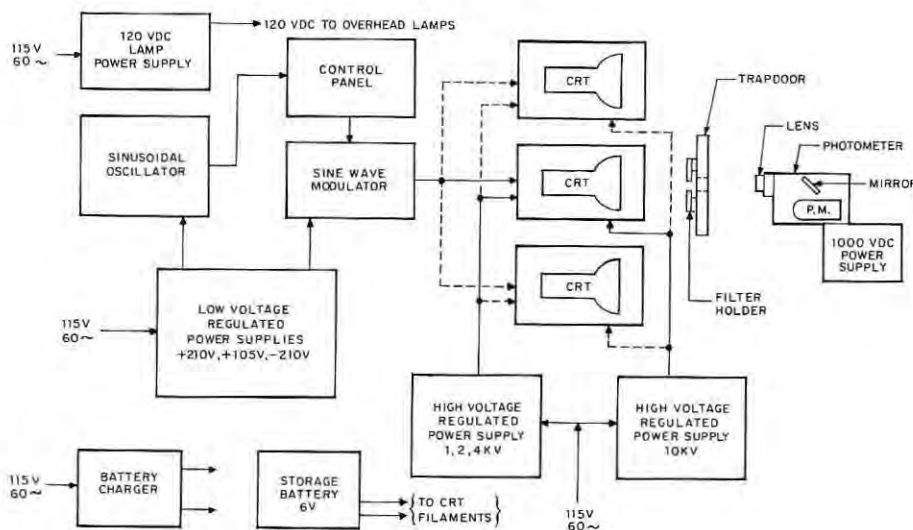 115V
60~
120 VDC
LAMP
POWER SUPPLY
120 VDC TO OVERHEAD LAMPS
CONTROL
PANEL
SINUSOIDAL
OSCILLATOR
SINE WAVE
MODULATOR
115V
60~
LOW VOLTAGE
REGULATED
POWER SUPPLIES
+210V,+105V,-210V
CRT
CRT
CRT
TRAPDOOR
LENS
PHOTOMETER
MIRROR
P.M.
1000 VDC
POWER
SUPPLY
FILTER
HOLDER
HIGH VOLTAGE
REGULATED
POWER SUPPLY
1,2,4KV
HIGH VOLTAGE
REGULATED
POWER SUPPLY
10KV
115V
60~
115V
60~
BATTERY
CHARGER
STORAGE
BATTERY
6V
{TO CRT
FILAMENTS}